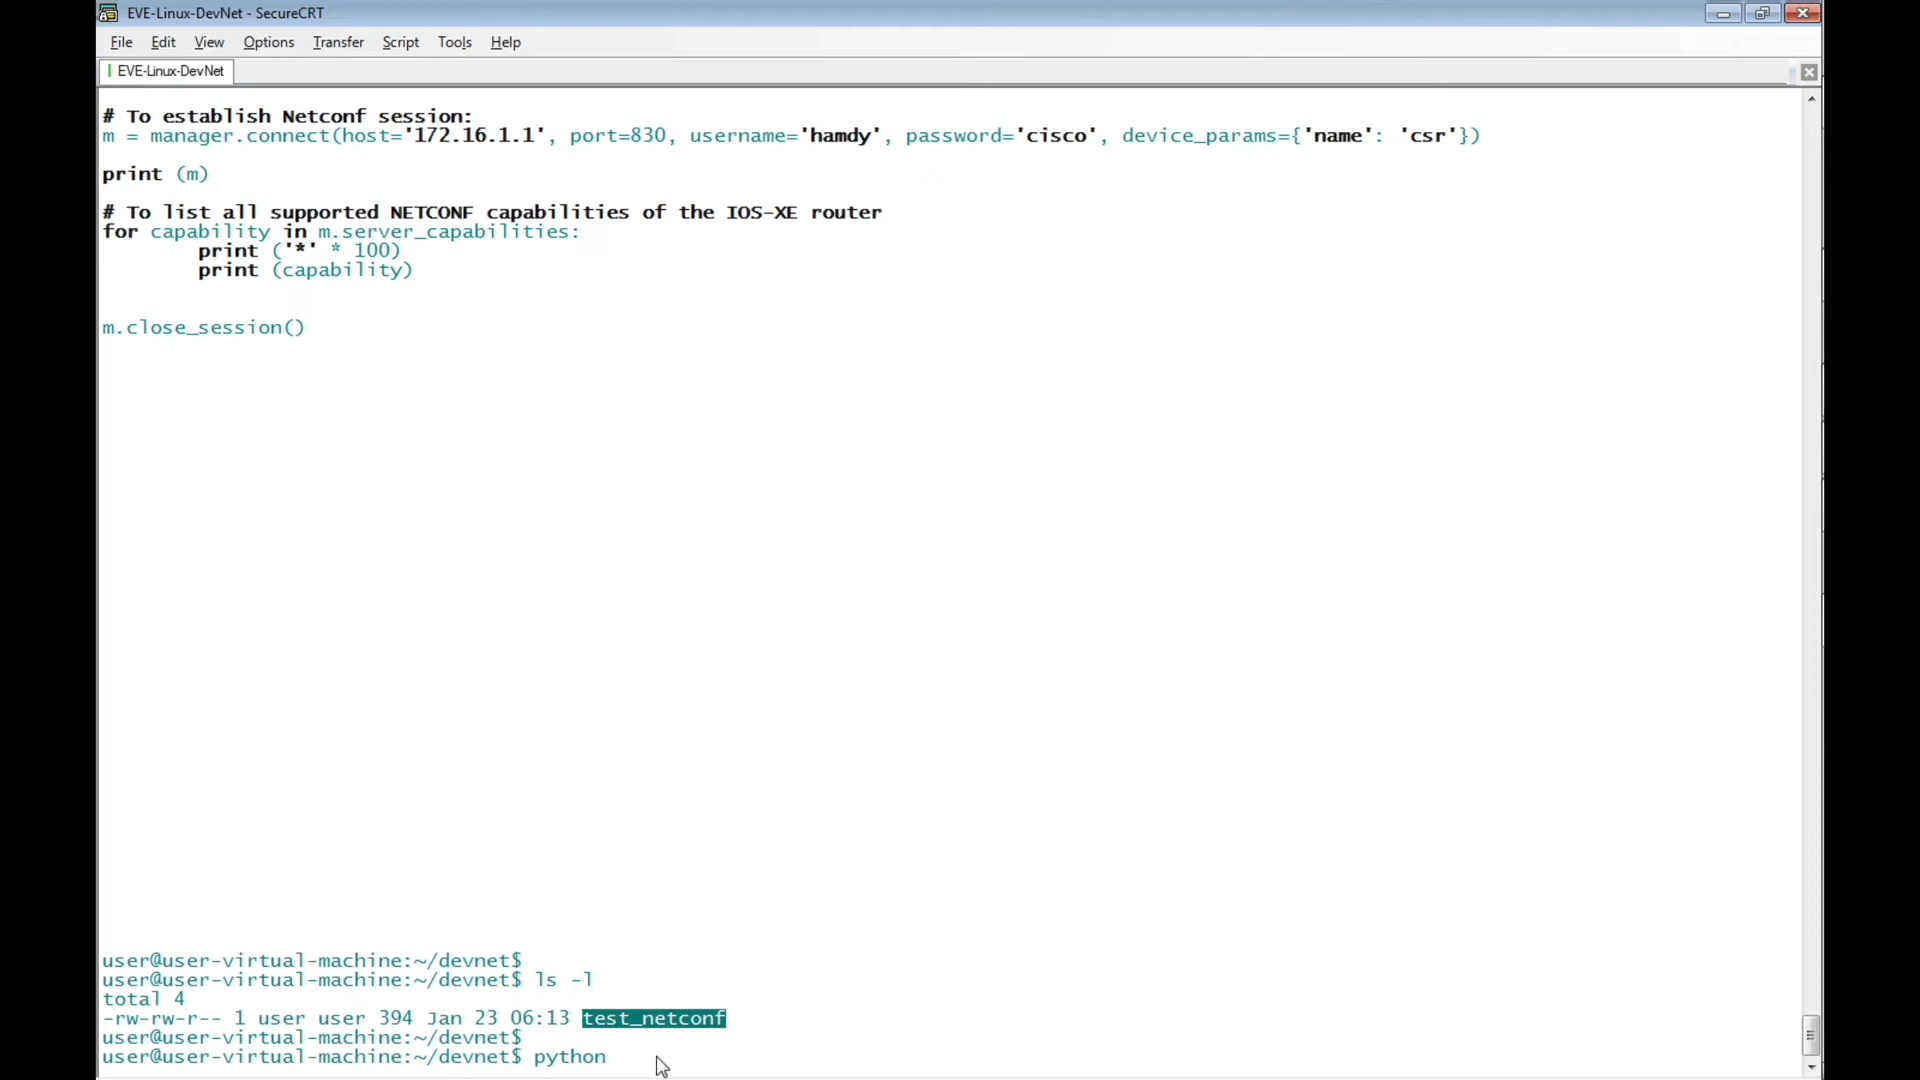 EVE-Linux-DevNet - SecureCRT
File Edit View Options Transfer Script Tools Help
EVE-Linux-DevNet
# To establish Netconf session:
m = manager.connect(host='172.16.1.1', port=830, username='hamdy', password='cisco', device_params={'name': 'csr'})
print (m)
# To list all supported NETCONF capabilities of the IOS-XE router
for capability in m.server_capabilities:
        print ('*' * 100)
        print (capability)
m.close_session()
user@user-virtual-machine:~/devnet$
user@user-virtual-machine:~/devnet$ ls -l
total 4
-rw-rw-r-- 1 user user 394 Jan 23 06:13 test_netconf
user@user-virtual-machine:~/devnet$
user@user-virtual-machine:~/devnet$ python